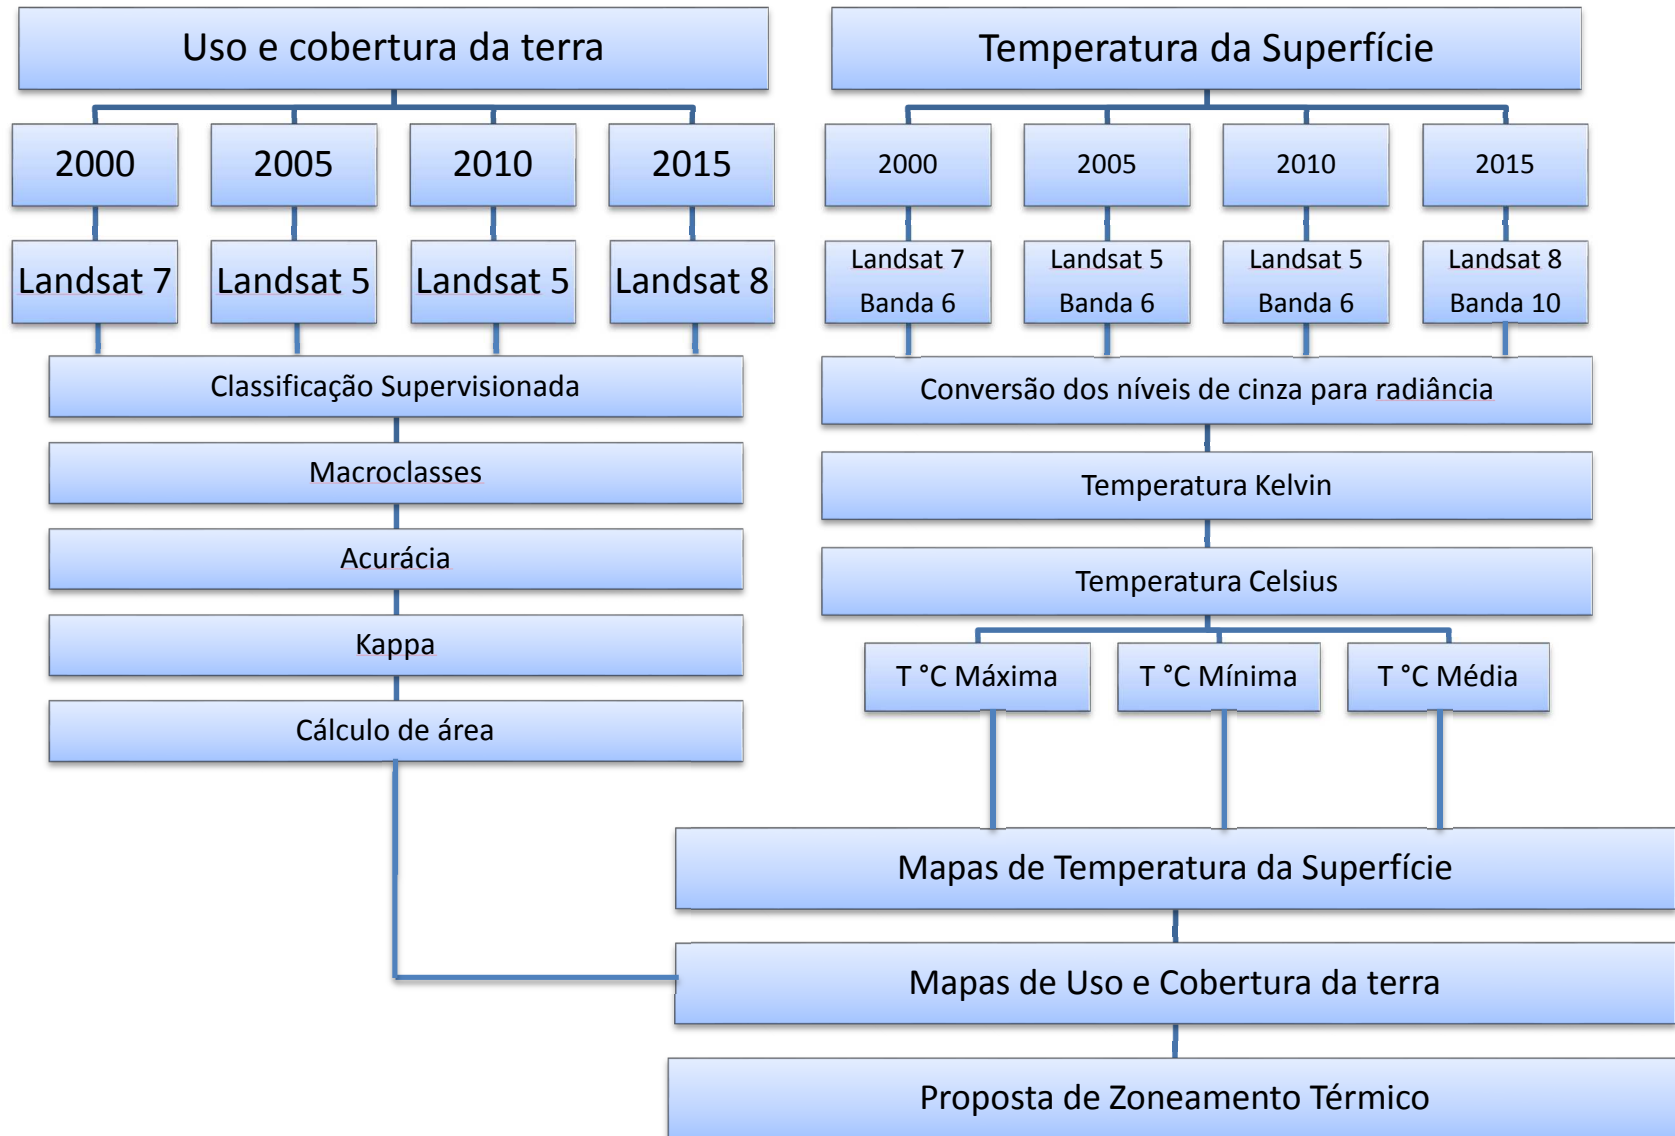 Uso e cobertura da terra
Temperatura da Superfície
2000
2005
2010
2015
2000
2005
2010
2015
Landsat 7
Landsat 5
Landsat 5
Landsat 8
Landsat 7
Banda 6
Landsat 5
Banda 6
Landsat 5
Banda 6
Landsat 8
Banda 10
Classificação Supervisionada
Conversão dos níveis de cinza para radiância
Macroclasses
Temperatura Kelvin
Acurácia
Temperatura Celsius
Kappa
T °C Máxima
T °C Mínima
T °C Média
Cálculo de área
Mapas de Temperatura da Superfície
Mapas de Uso e Cobertura da terra
Proposta de Zoneamento Térmico